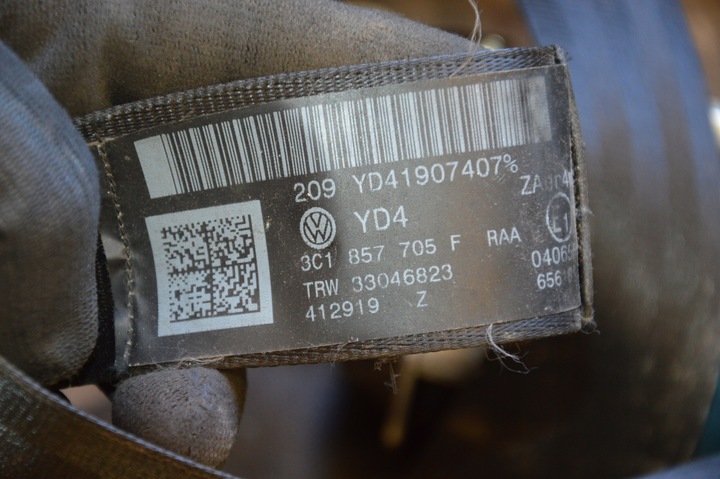 209 YD41907407%
YD4
3C1 857 705 F RAA
TRW 33046823
412919 Z